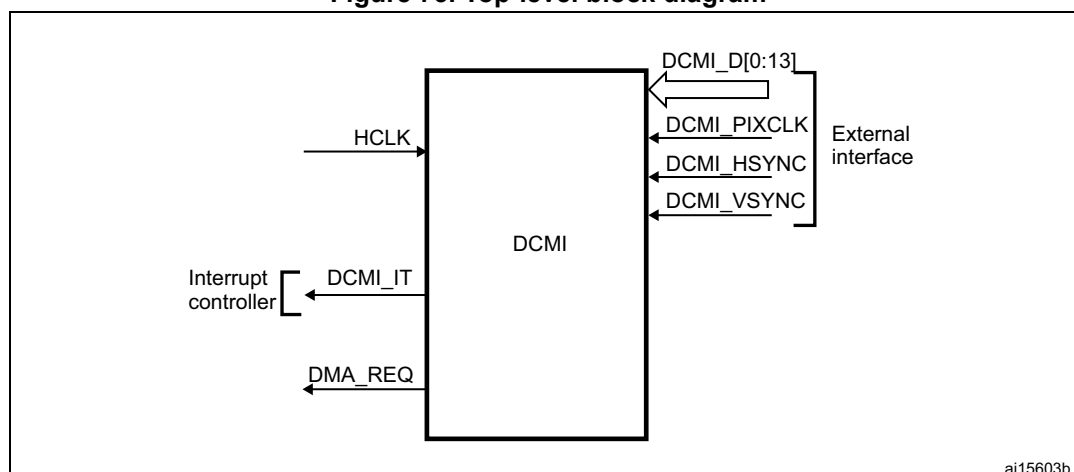 DCMI_D[0:13]
DCMI_PIXCLK
External
interface
HCLK
DCMI_HSYNC
DCMI_VSYNC
DCMI
Interrupt
controller
DCMI_IT
DMA_REQ
ai15603b